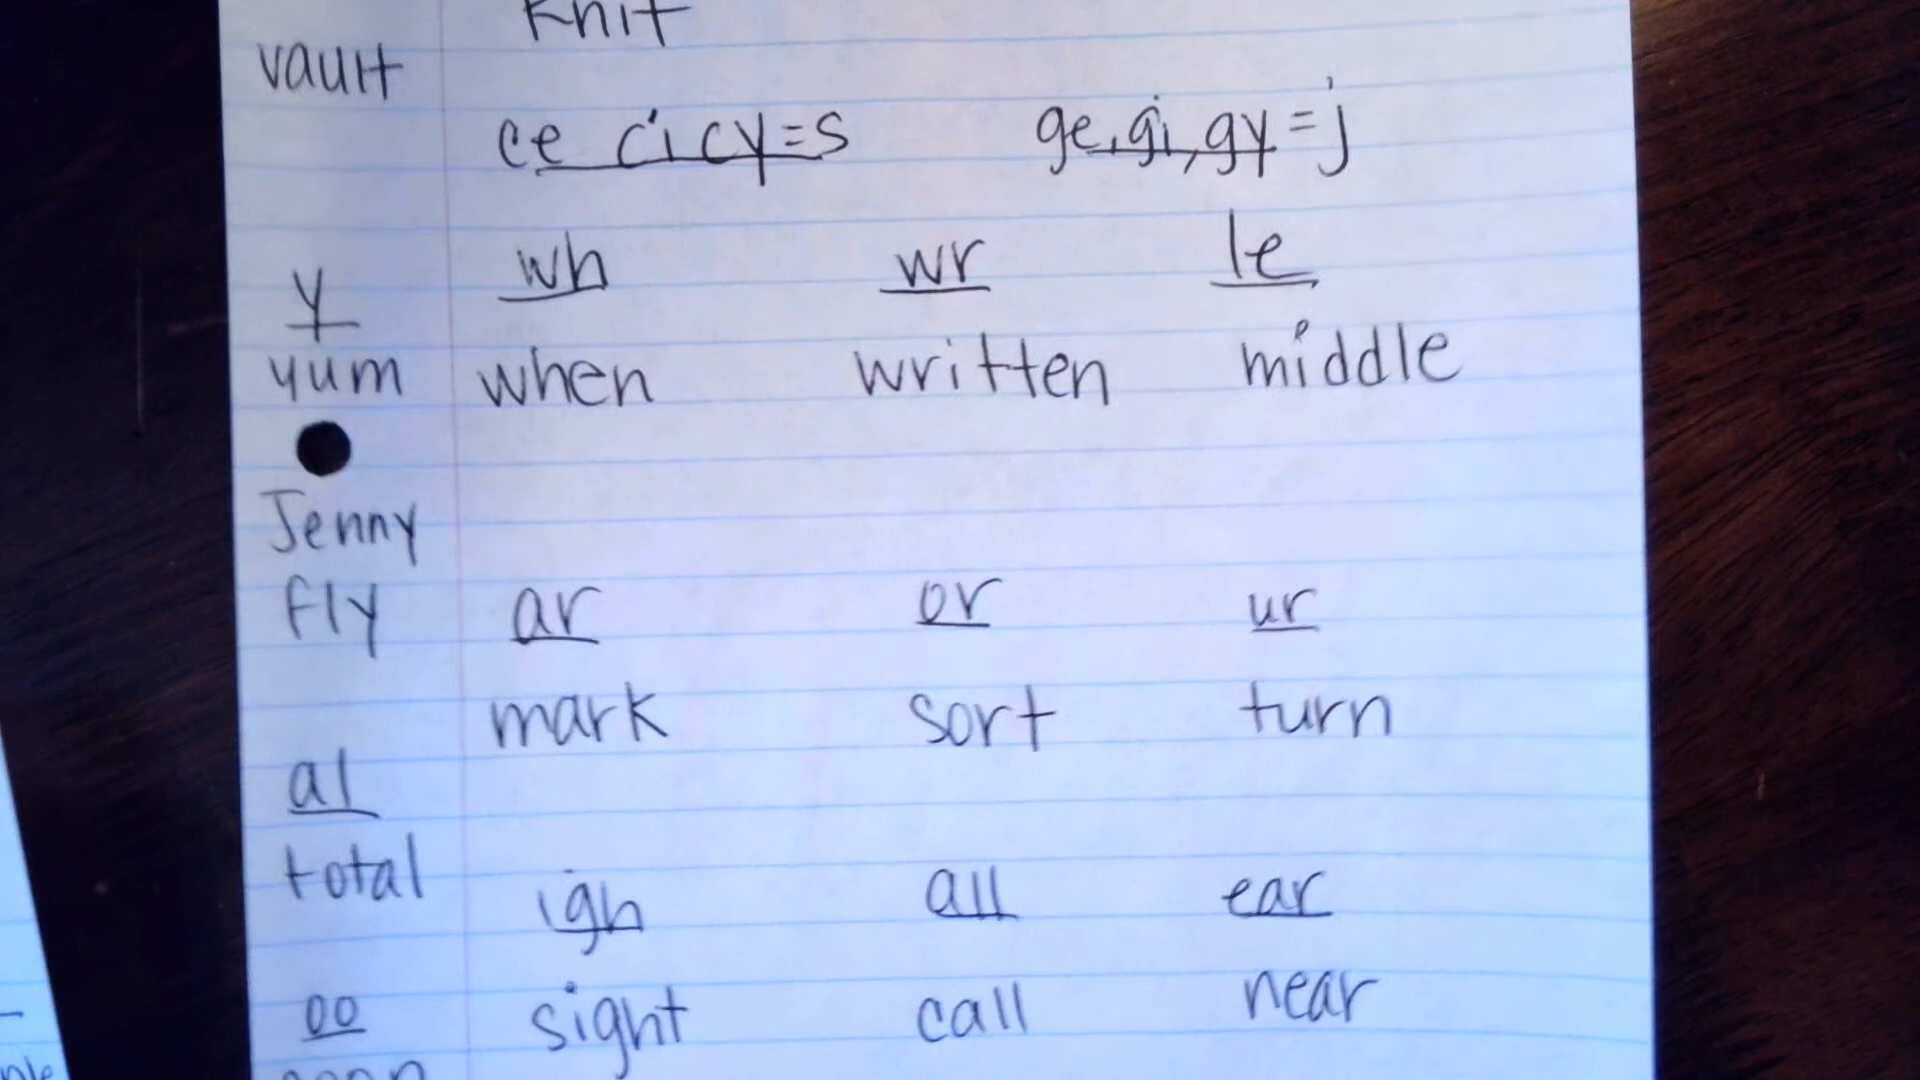 Knit
vault
ce ci cy=s ge, gi, gy=j
y wh wr le
yum when written middle
Jenny
fly ar or ur
mark sort turn
al
total igh all ear
oo sight call near